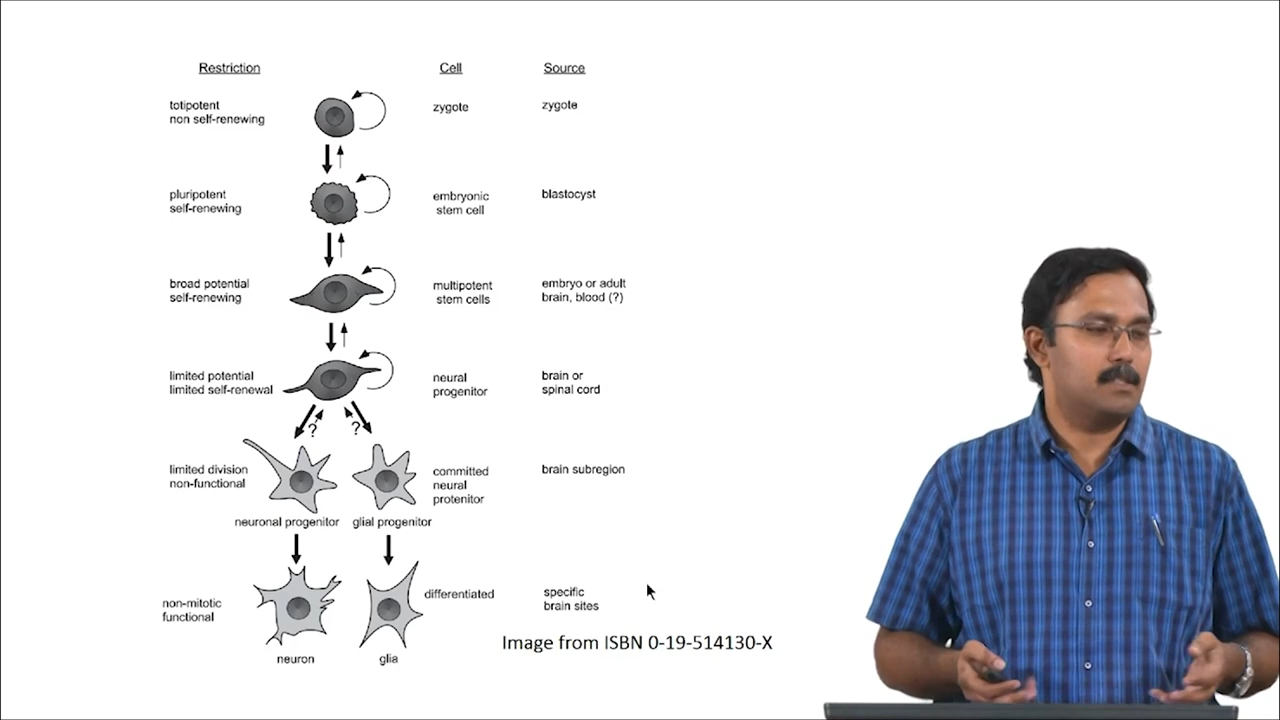 Restriction Cell Source
totipotent
non self-renewing
zygote
zygote
pluripotent
self-renewing
embryonic
stem cell
blastocyst
broad potential
self-renewing
multipotent
stem cells
embryo or adult
brain, blood (?)
limited potential
limited self-renewal
neural
progenitor
brain or
spinal cord
? ?
limited division
non-functional
committed
neural
protenitor
brain subregion
neuronal progenitor glial progenitor
non-mitotic
functional
differentiated
specific
brain sites
neuron glia
Image from ISBN 0-19-514130-X